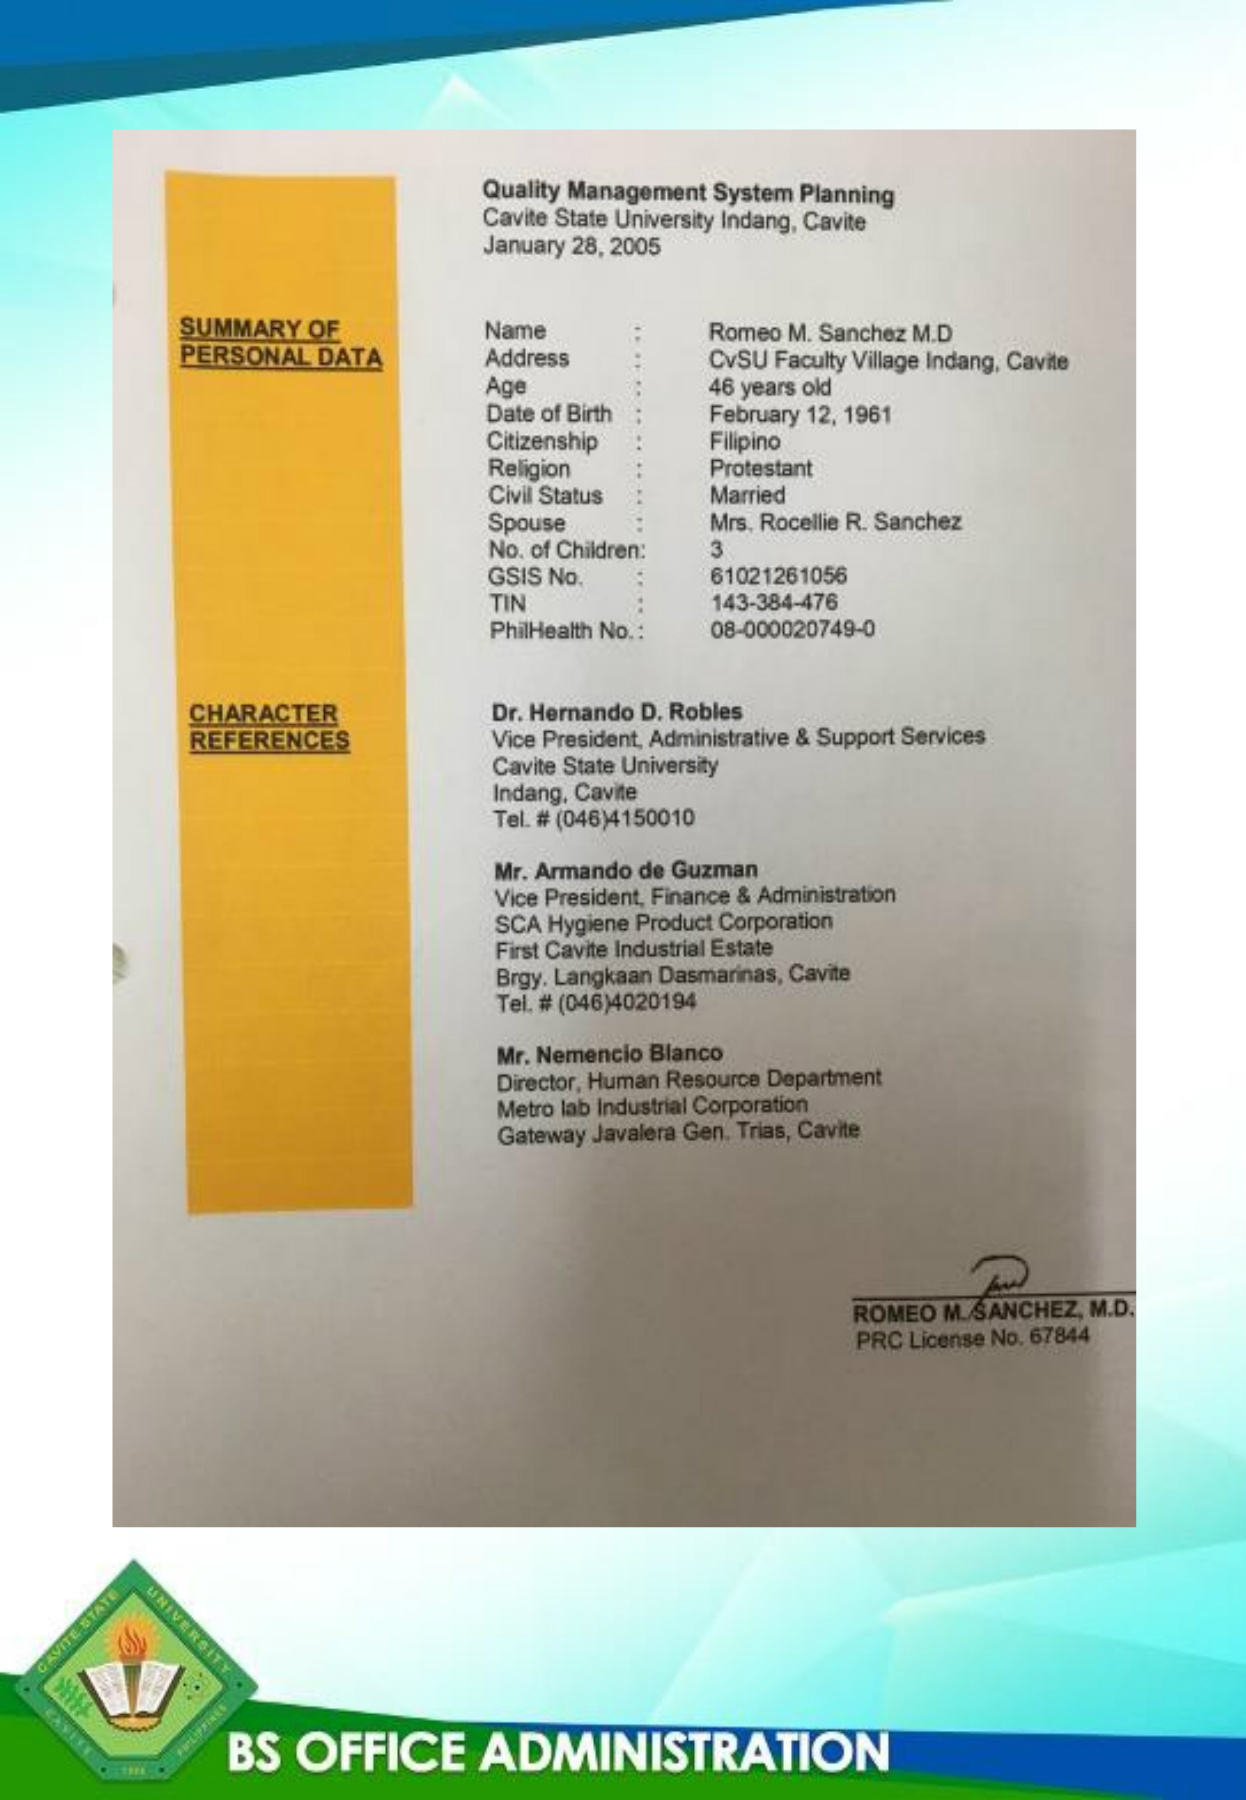 Quality Management System Planning
Cavite State University Indang, Cavite
January 28, 2005
SUMMARY OF
PERSONAL DATA
Name : Romeo M. Sanchez M.D
Address : CvSU Faculty Village Indang, Cavite
Age : 46 years old
Date of Birth : February 12, 1961
Citizenship : Filipino
Religion : Protestant
Civil Status : Married
Spouse : Mrs. Rocellie R. Sanchez
No. of Children: 3
GSIS No. : 61021261056
TIN : 143-384-476
PhilHealth No. : 08-000020749-0
CHARACTER
REFERENCES
Dr. Hernando D. Robles
Vice President, Administrative & Support Services
Cavite State University
Indang, Cavite
Tel. # (046)4150010
Mr. Armando de Guzman
Vice President, Finance & Administration
SCA Hygiene Product Corporation
First Cavite Industrial Estate
Brgy. Langkaan Dasmarinas, Cavite
Tel. # (046)4020194
Mr. Nemencio Blanco
Director, Human Resource Department
Metro lab Industrial Corporation
Gateway Javalera Gen. Trias, Cavite
ROMEO M. SANCHEZ, M.D.
PRC License No. 67844
CAVITE STATE UNIVERSITY
CAVITE PHILIPPINES
BS OFFICE ADMINISTRATION